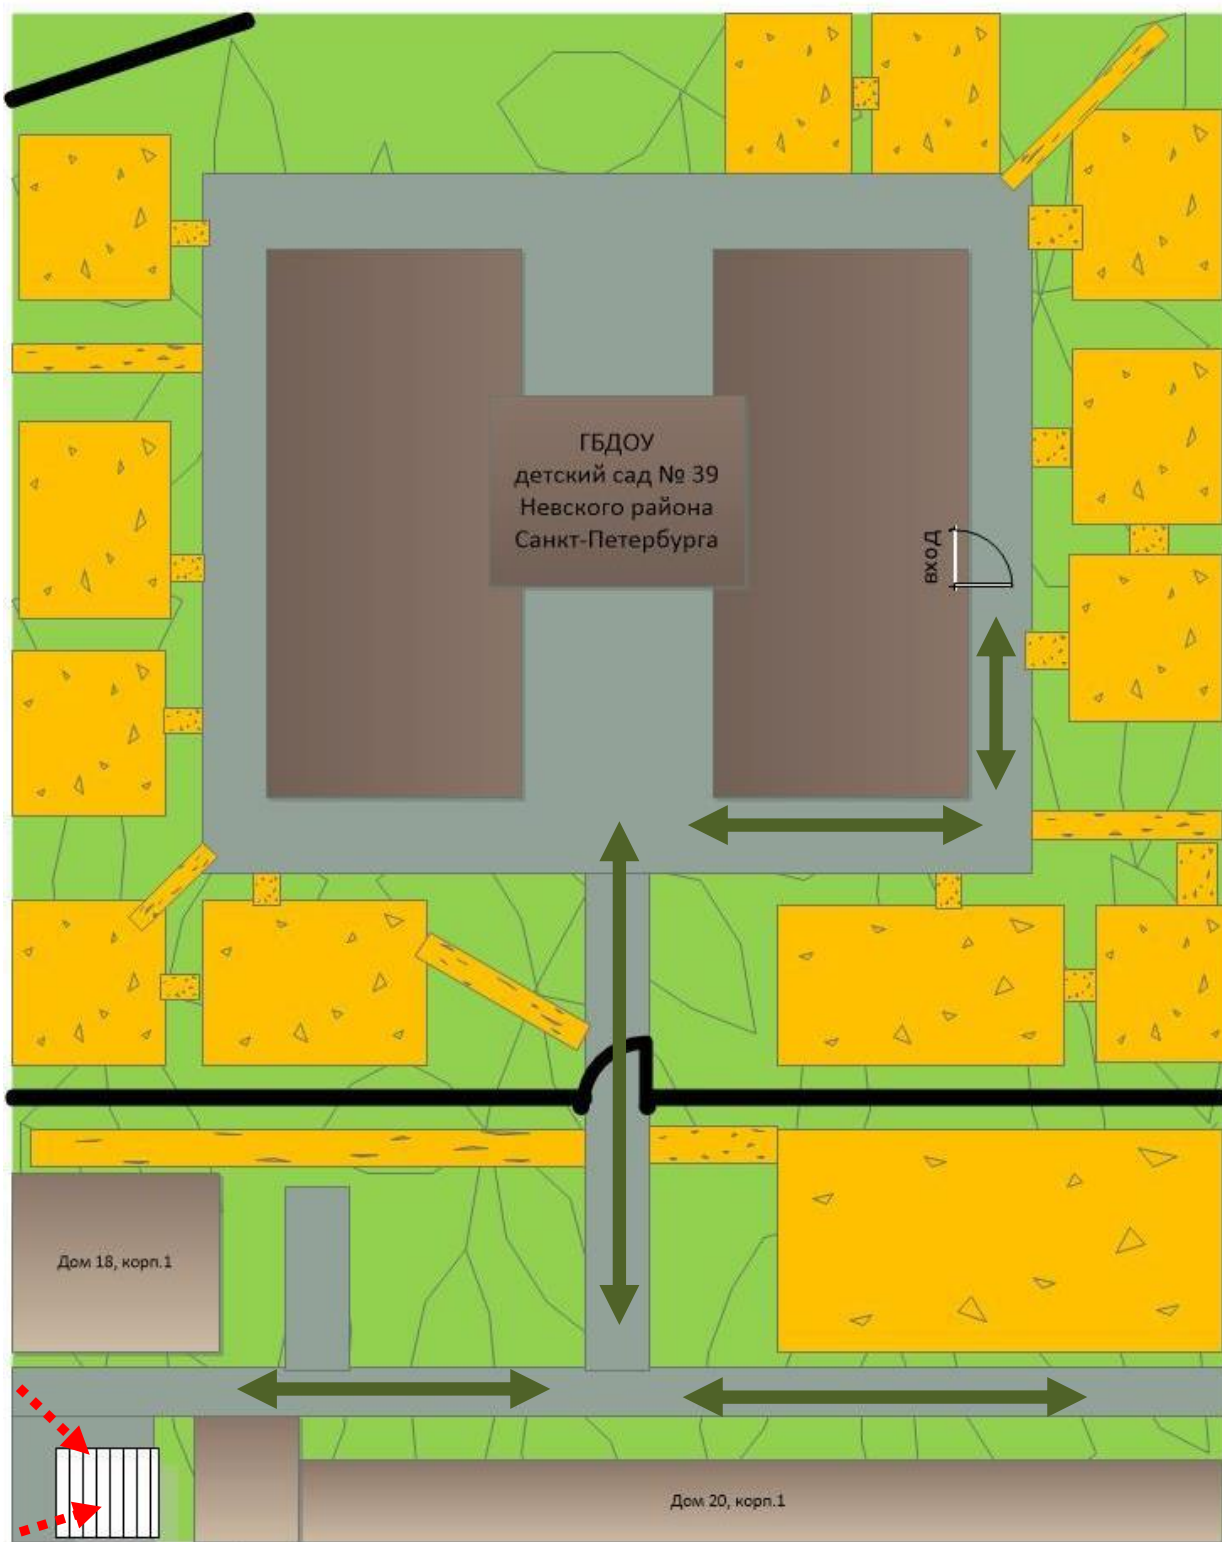 ГБДОУ
детский сад № 39
Невского района
Санкт-Петербурга
вход
Дом 18, корп.1
Дом 20, корп.1